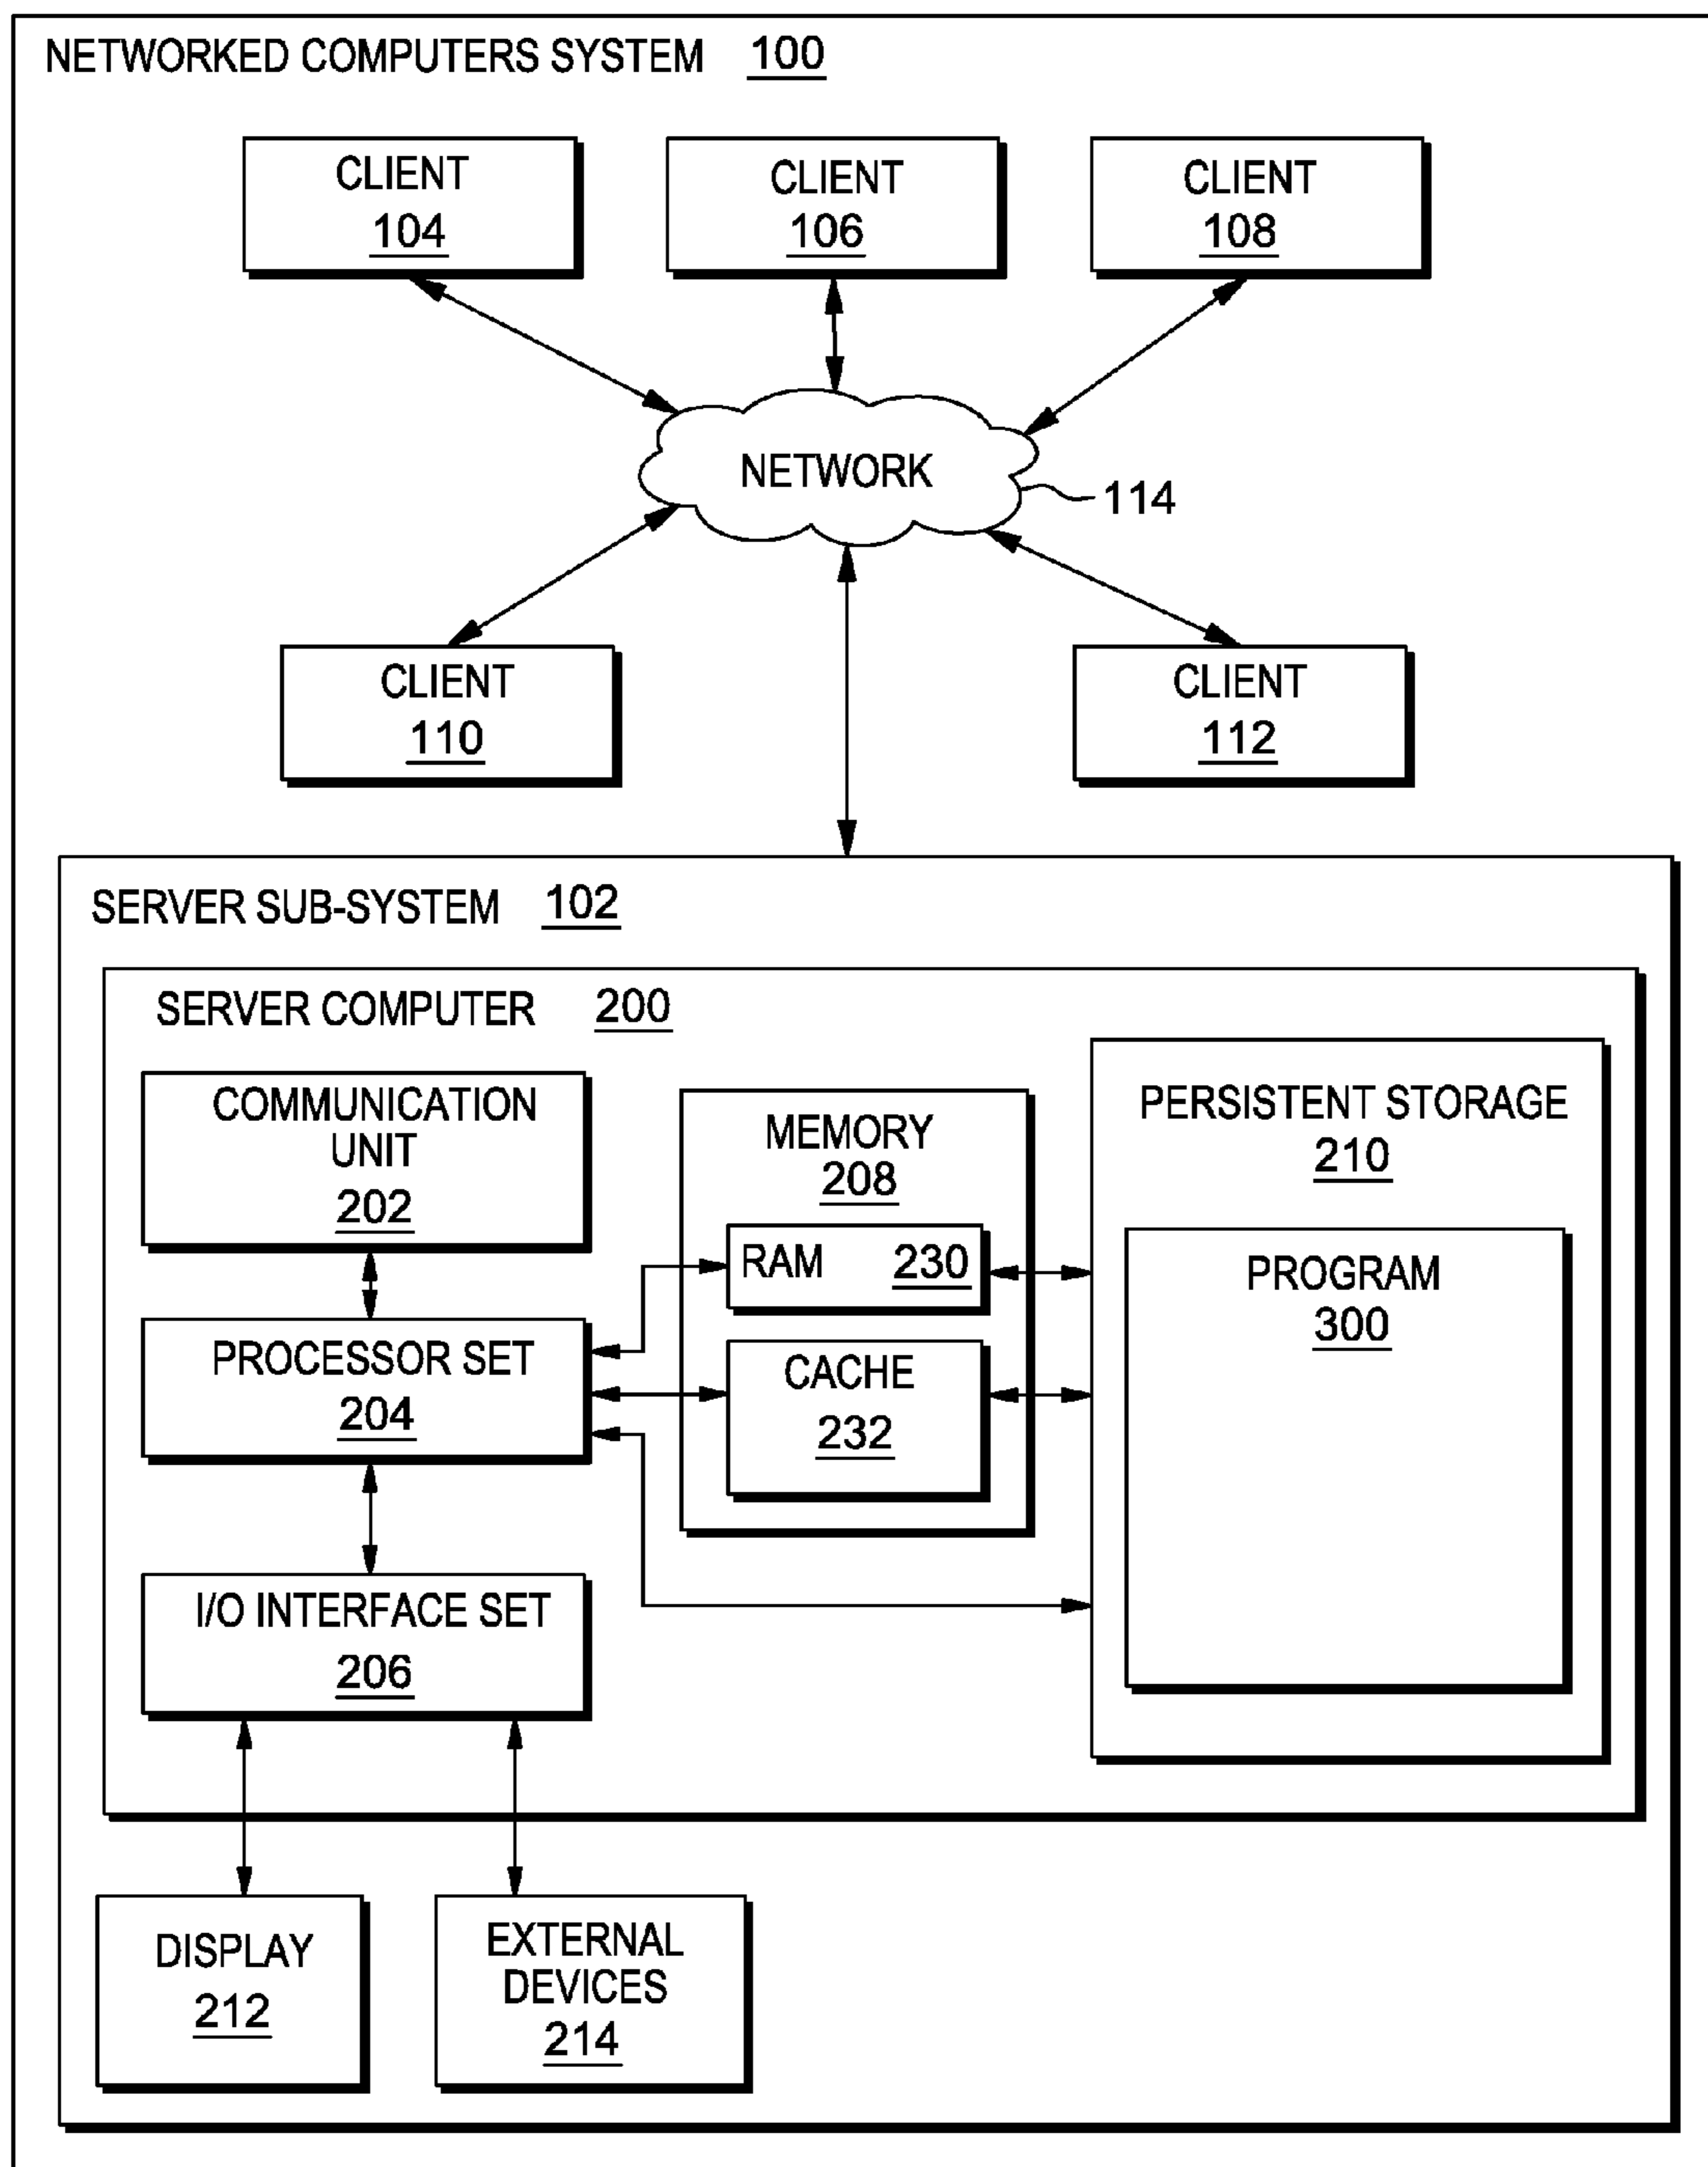 NETWORKED COMPUTERS SYSTEM 100
CLIENT
104
CLIENT
106
CLIENT
108
NETWORK
114
CLIENT
110
CLIENT
112
SERVER SUB-SYSTEM 102
SERVER COMPUTER 200
COMMUNICATION
UNIT
202
PROCESSOR SET
204
I/O INTERFACE SET
206
MEMORY
208
RAM 230
CACHE
232
PERSISTENT STORAGE
210
PROGRAM
300
DISPLAY
212
EXTERNAL
DEVICES
214